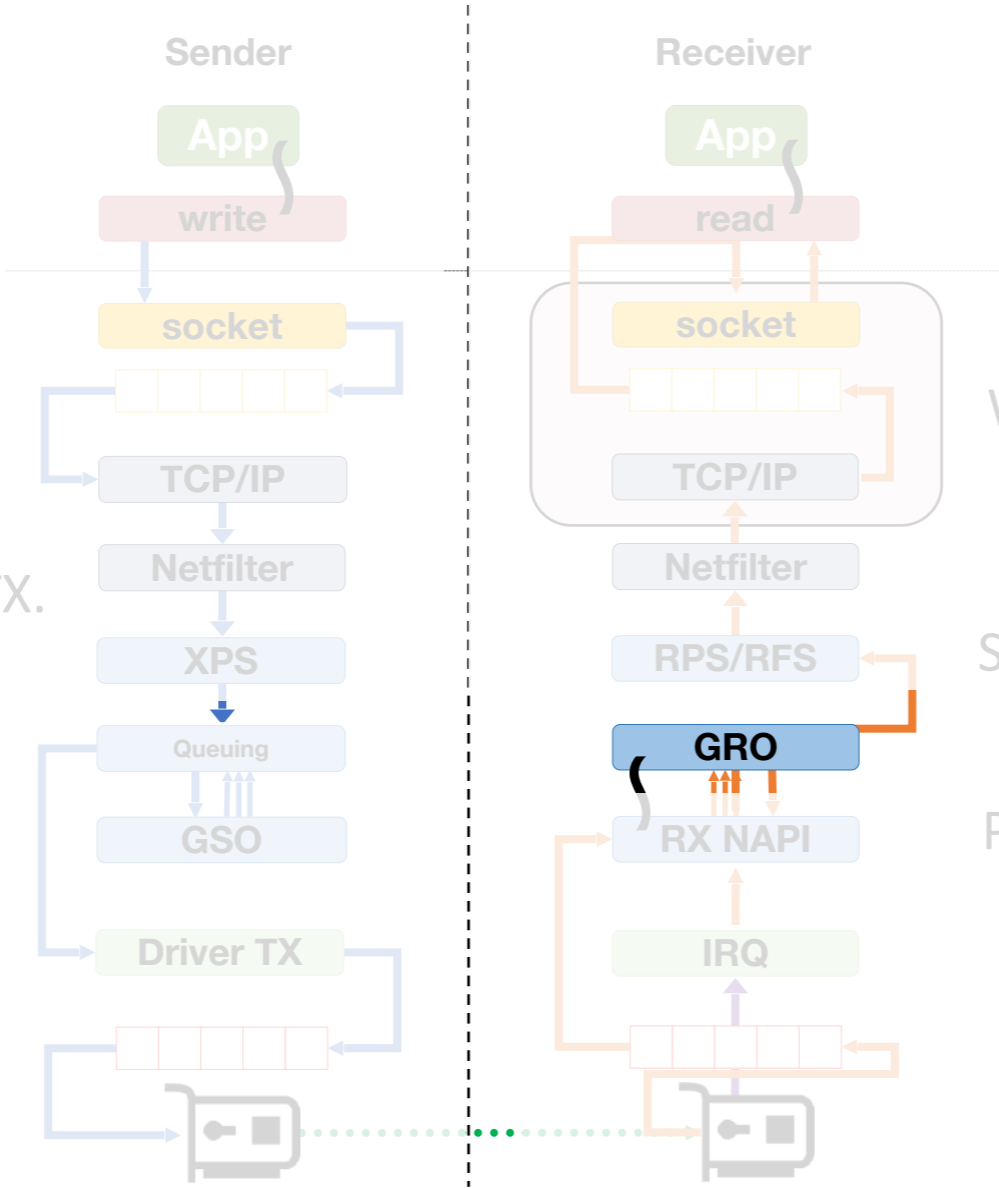 Sender
App
write
socket
TCP/IP
Netfilter
X.
XPS
Queuing
GSO
Driver TX
Receiver
App
read
socket
TCP/IP
Netfilter
RPS/RFS
GRO
RX NAPI
IRQ
S